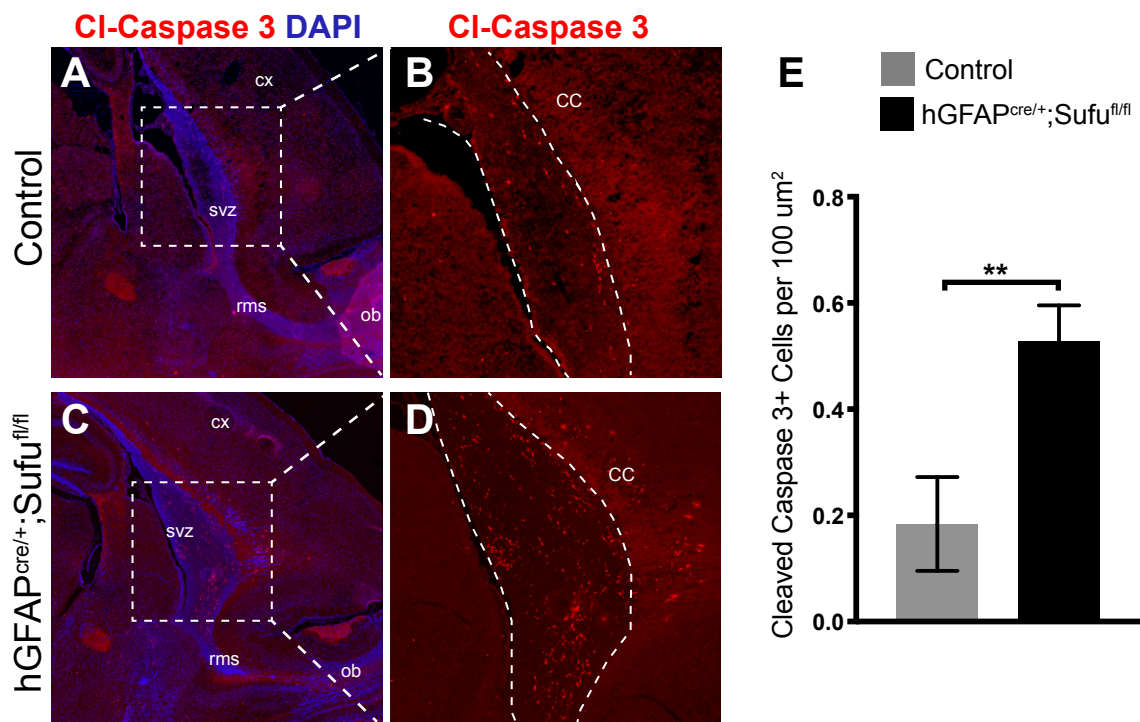 Cl-Caspase 3 DAPI
Cl-Caspase 3
Control
A
cx
svz
rms
ob
B
CC
hGFAPcre/+;Sufufl/fl
C
cx
svz
rms
ob
D
CC
E
Control
hGFAPcre/+;Sufufl/fl
Cleaved Caspase 3+ Cells per 100 um²
0.8
0.6
0.4
0.2
0.0
**